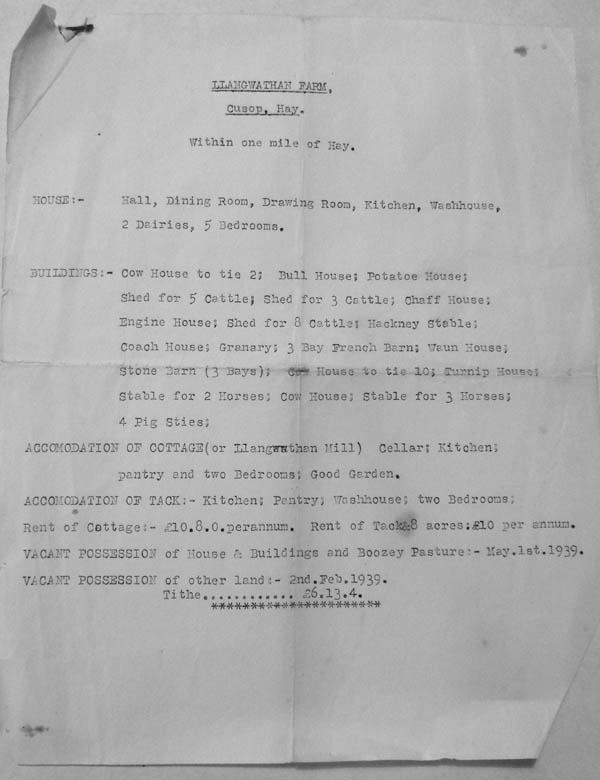 LLANGWATHAN FARM,
Cusop, Hay.
Within one mile of Hay.
HOUSE:- Hall, Dining Room, Drawing Room, Kitchen, Washhouse,
2 Dairies, 5 Bedrooms.
BUILDINGS:- Cow House to tie 2; Bull House; Potatoe House;
Shed for 5 Cattle; Shed for 3 Cattle; Chaff House;
Engine House; Shed for 8 Cattle; Hackney Stable;
Coach House; Granary; 3 Bay French Barn; Waun House;
Stone Barn (3 Bays); Cow House to tie 10; Turnip House;
Stable for 2 Horses; Cow House; Stable for 3 Horses;
4 Pig Sties;
ACCOMODATION OF COTTAGE(or Llangwathan Mill) Cellar; Kitchen;
pantry and two Bedrooms; Good Garden.
ACCOMODATION OF TACK:- Kitchen; Pantry; Washhouse; two Bedrooms;
Rent of Cottage:- £10.8.0.perannum. Rent of Tack&8 acres:£10 per annum.
VACANT POSSESSION of House & Buildings and Boozey Pasture:- May.1st.1939.
VACANT POSSESSION of other land:- 2nd.Feb.1939.
Tithe............ £6.13.4.
*********************